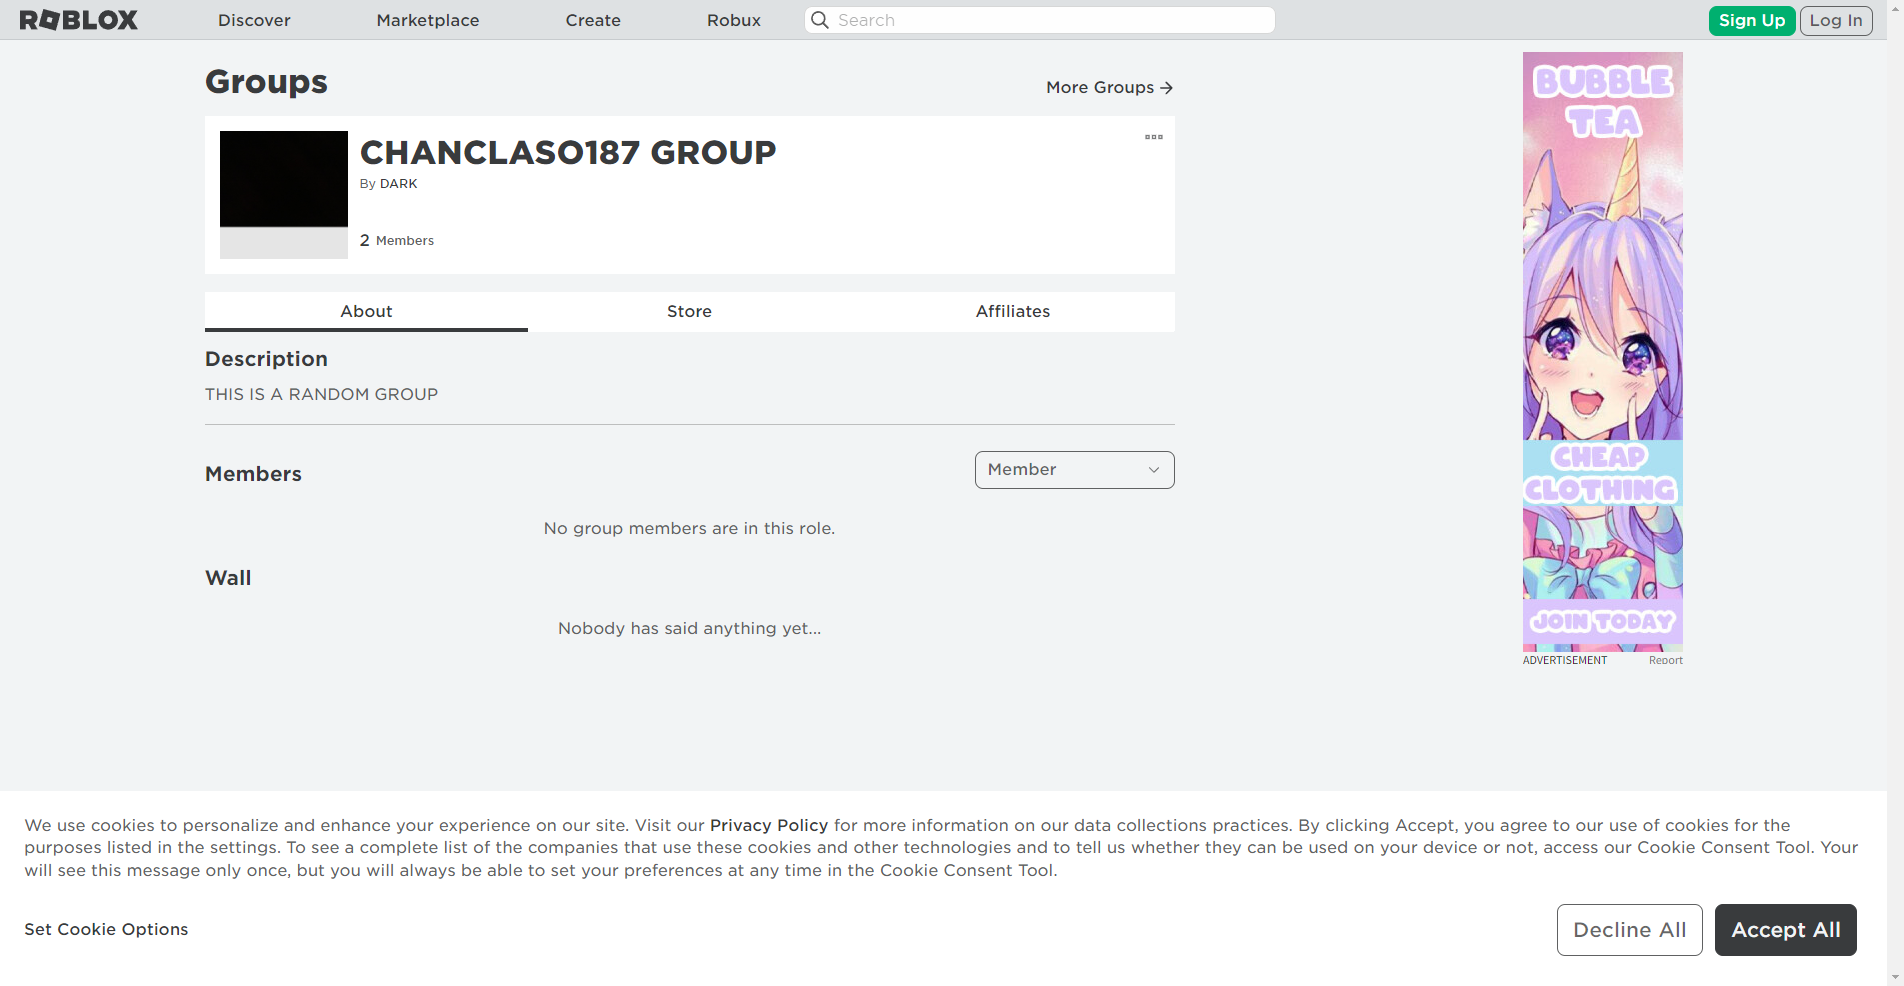 ROBLOX
Discover
Marketplace
Create
Robux
Search
Sign Up
Log In
Groups
More Groups
CHANCLASO187 GROUP
By DARK
2 Members
About
Store
Affiliates
Description
THIS IS A RANDOM GROUP
Members
Member
No group members are in this role.
Wall
Nobody has said anything yet...
BUBBLE
TEA
CHEAP
CLOTHING
JOIN TODAY
ADVERTISEMENT
Report
We use cookies to personalize and enhance your experience on our site. Visit our Privacy Policy for more information on our data collections practices. By clicking Accept, you agree to our use of cookies for the
purposes listed in the settings. To see a complete list of the companies that use these cookies and other technologies and to tell us whether they can be used on your device or not, access our Cookie Consent Tool. Your
will see this message only once, but you will always be able to set your preferences at any time in the Cookie Consent Tool.
Set Cookie Options
Decline All
Accept All